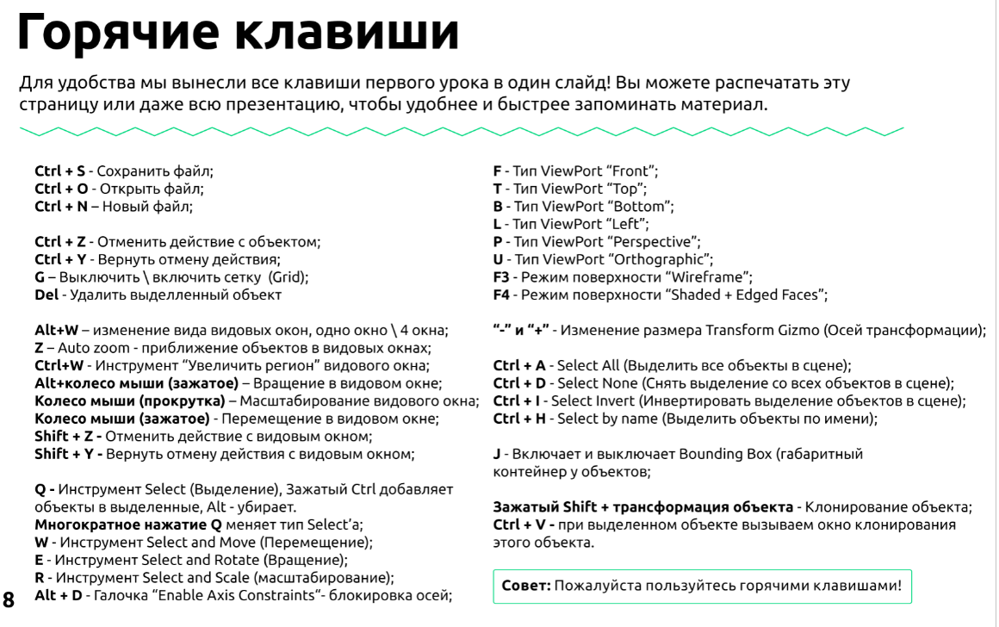 Горячие клавиши
Для удобства мы вынесли все клавиши первого урока в один слайд! Вы можете распечатать эту
страницу или даже всю презентацию, чтобы удобнее и быстрее запоминать материал.
Ctrl + S - Сохранить файл;
Ctrl + O - Открыть файл;
Ctrl + N – Новый файл;
Ctrl + Z - Отменить действие с объектом;
Ctrl + Y - Вернуть отмену действия;
G – Выключить \ включить сетку (Grid);
Del - Удалить выделленный объект
Alt+W – изменение вида видовых окон, одно окно \ 4 окна;
Z – Auto zoom - приближение объектов в видовых окнах;
Ctrl+W - Инструмент “Увеличить регион” видового окна;
Alt+колесо мыши (зажатое) – Вращение в видовом окне;
Колесо мыши (прокрутка) – Масштабирование видового окна;
Колесо мыши (зажатое) - Перемещение в видовом окне;
Shift + Z - Отменить действие с видовым окном;
Shift + Y - Вернуть отмену действия с видовым окном;
Q - Инструмент Select (Выделение), Зажатый Ctrl добавляет
объекты в выделенные, Alt - убирает.
Многократное нажатие Q меняет тип Select’а;
W - Инструмент Select and Move (Перемещение);
E - Инструмент Select and Rotate (Вращение);
R - Инструмент Select and Scale (масштабирование);
Alt + D - Галочка “Enable Axis Constraints“- блокировка осей;
F - Тип ViewPort “Front”;
T - Тип ViewPort “Top”;
B - Тип ViewPort “Bottom”;
L - Тип ViewPort “Left”;
P - Тип ViewPort “Perspective”;
U - Тип ViewPort “Orthographic”;
F3 - Режим поверхности “Wireframe”;
F4 - Режим поверхности “Shaded + Edged Faces”;
“-” и “+” - Изменение размера Transform Gizmo (Осей трансформации);
Ctrl + A - Select All (Выделить все объекты в сцене);
Ctrl + D - Select None (Снять выделение со всех объектов в сцене);
Ctrl + I - Select Invert (Инвертировать выделение объектов в сцене);
Ctrl + H - Select by name (Выделить объекты по имени);
J - Включает и выключает Bounding Box (габаритный
контейнер у объектов;
Зажатый Shift + трансформация объекта - Клонирование объекта;
Ctrl + V - при выделенном объекте вызываем окно клонирования
этого объекта.
Совет: Пожалуйста пользуйтесь горячими клавишами!
8